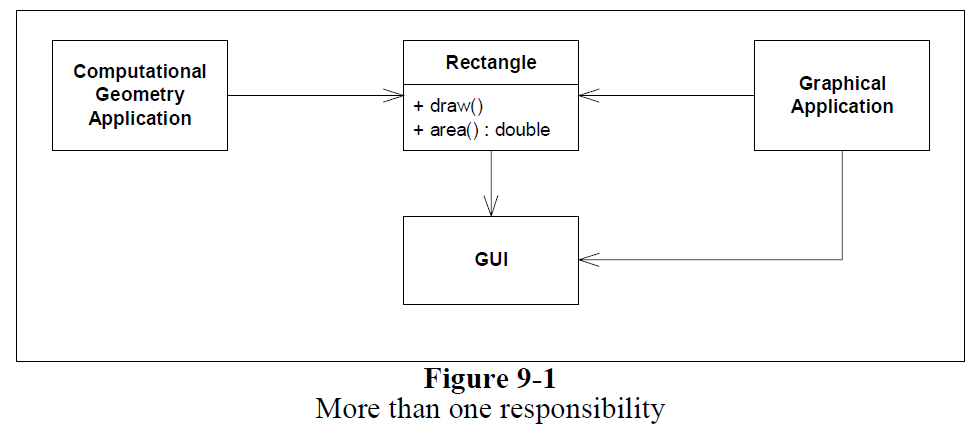 Computational
Geometry
Application
Rectangle
+ draw()
+ area() : double
Graphical
Application
GUI
Figure 9-1
More than one responsibility